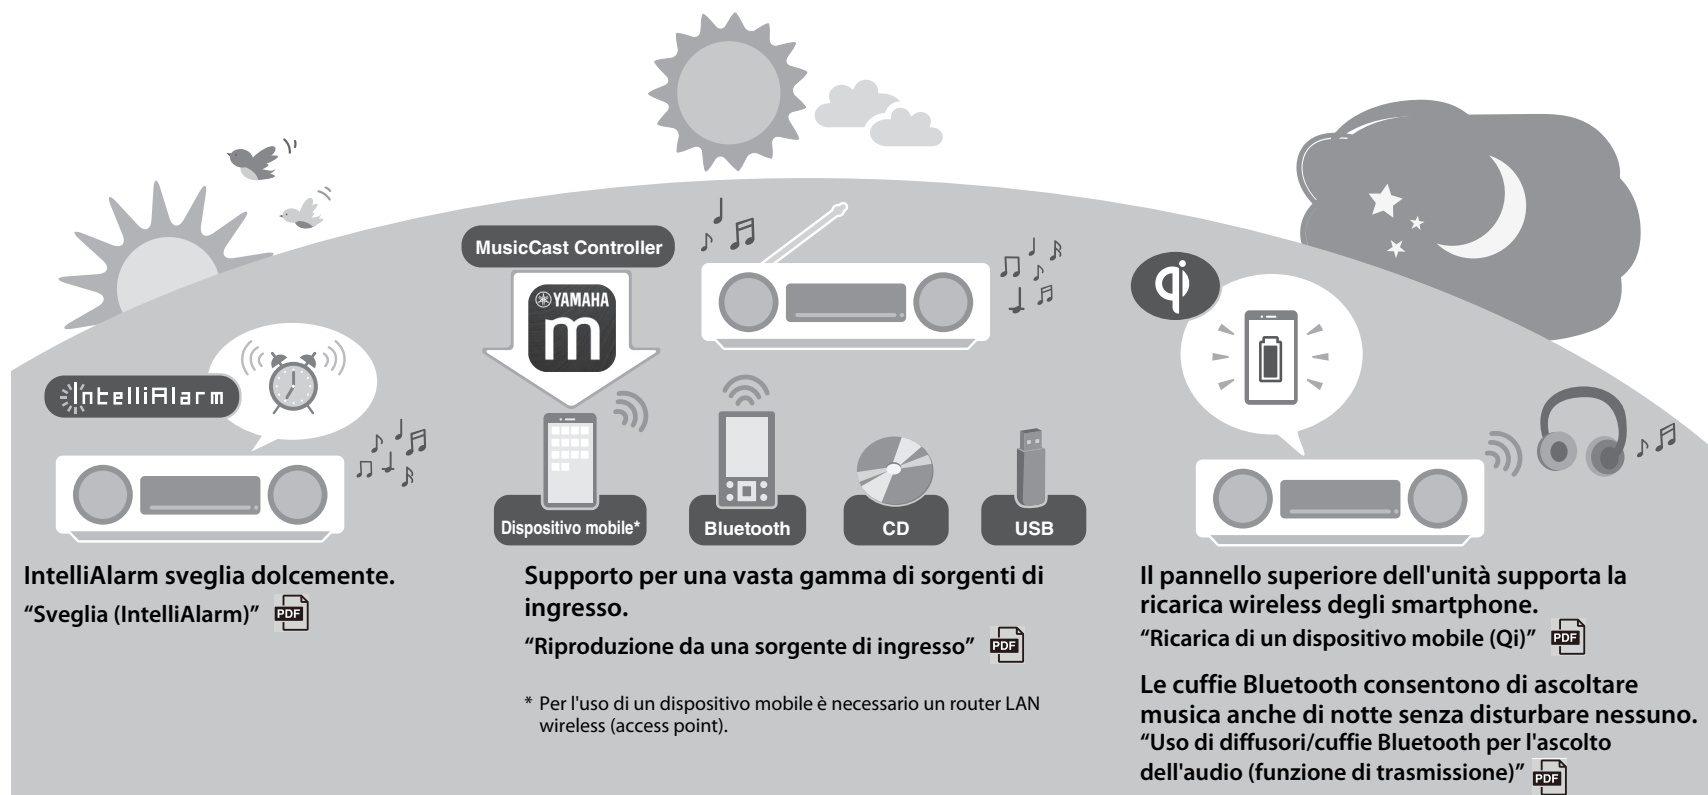 MusicCast Controller
YAMAHA
m
qi
IntelliAlarm
Dispositivo mobile*
Bluetooth
CD
USB
IntelliAlarm sveglia dolcemente.
“Sveglia (IntelliAlarm)” PDF
Supporto per una vasta gamma di sorgenti di
ingresso.
“Riproduzione da una sorgente di ingresso” PDF
* Per l'uso di un dispositivo mobile è necessario un router LAN
wireless (access point).
Il pannello superiore dell'unità supporta la
ricarica wireless degli smartphone.
“Ricarica di un dispositivo mobile (Qi)” PDF
Le cuffie Bluetooth consentono di ascoltare
musica anche di notte senza disturbare nessuno.
“Uso di diffusori/cuffie Bluetooth per l'ascolto
dell'audio (funzione di trasmissione)” PDF